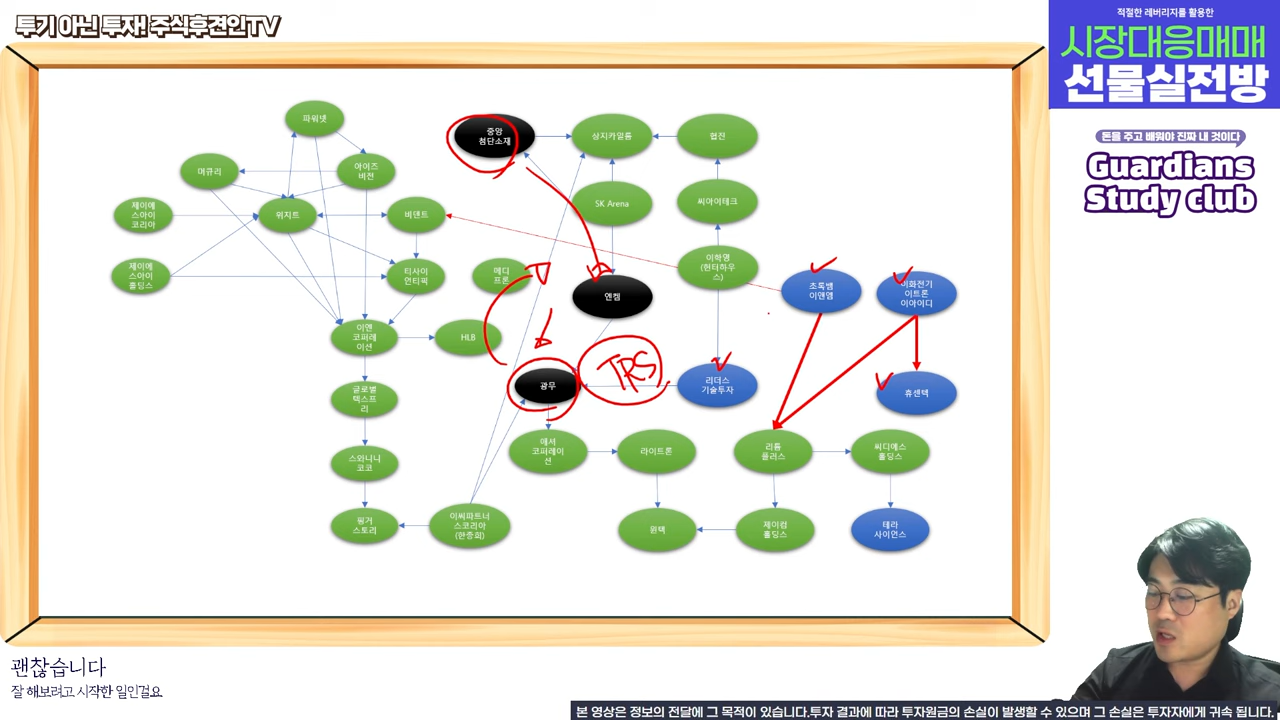 투기 아닌 투자! 주식후견인TV
적절한 레버리지를 활용한
시장대응매매
선물실전방
돈을 주고 배워야 진짜 내 것이다
Guardians
Study club
파워넷
머큐리
아이즈
비전
제이에
스아이
코리아
위지트
비덴트
제이에
스아이
홀딩스
티사이
언티픽
메디
프론
이엔
코퍼레
이션
HLB
글로벌
텍스프
리
스와니니
코코
핑거
스토리
이씨파트너
스코리아
(한종희)
중앙
첨단소재
상지카일룸
협진
SK Arena
씨아이테크
이학영
(헌터하우
스)
엔켐
초록뱀
이앤엠
이화전기
이트론
이아이디
광무
TRS
리더스
기술투자
휴센텍
애셔
코퍼레이
션
라이트론
리튬
플러스
씨디에스
홀딩스
원택
제이컴
홀딩스
테라
사이언스
괜찮습니다
잘 해보려고 시작한 일인걸요
본 영상은 정보의 전달에 그 목적이 있습니다.투자 결과에 따라 투자원금의 손실이 발생할 수 있으며 그 손실은 투자자에게 귀속 됩니다.